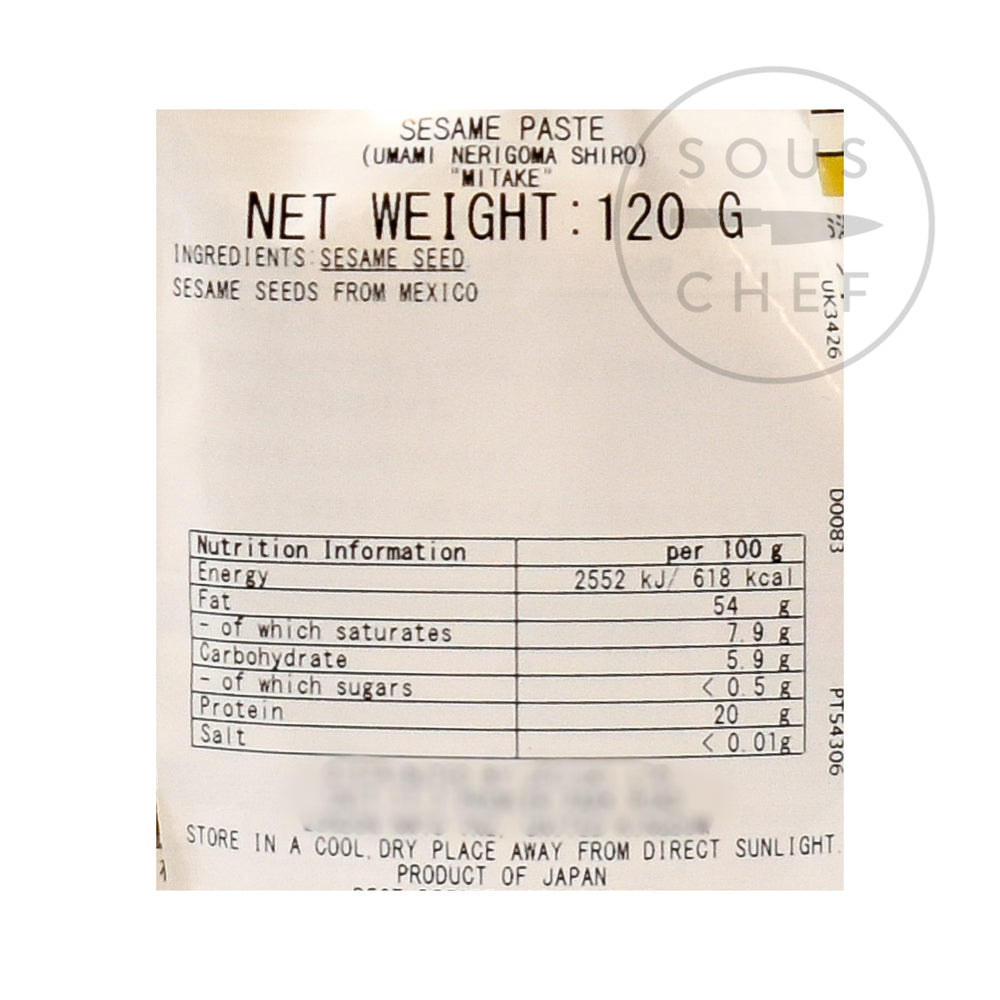 SESAME PASTE
(UMAMI NERIGOMA SHIRO)
"MITAKE"
NET WEIGHT:120 G
INGREDIENTS:SESAME SEED
SESAME SEEDS FROM MEXICO
SOUS
CHEF
UK3426
D0083
PT54306
Nutrition Information per 100 g
Energy 2552 kJ/ 618 kcal
Fat 54 g
- of which saturates 7.9 g
Carbohydrate 5.9 g
- of which sugars < 0.5 g
Protein 20 g
Salt < 0.01g
STORE IN A COOL, DRY PLACE AWAY FROM DIRECT SUNLIGHT.
PRODUCT OF JAPAN